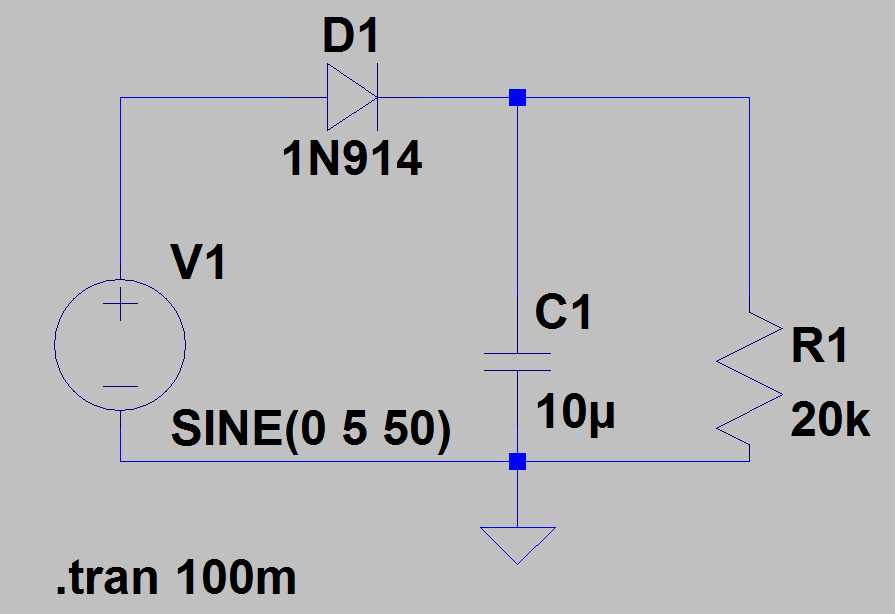 D1
1N914
V1
C1
R1
10µ
SINE(0 5 50)
20k
.tran 100m